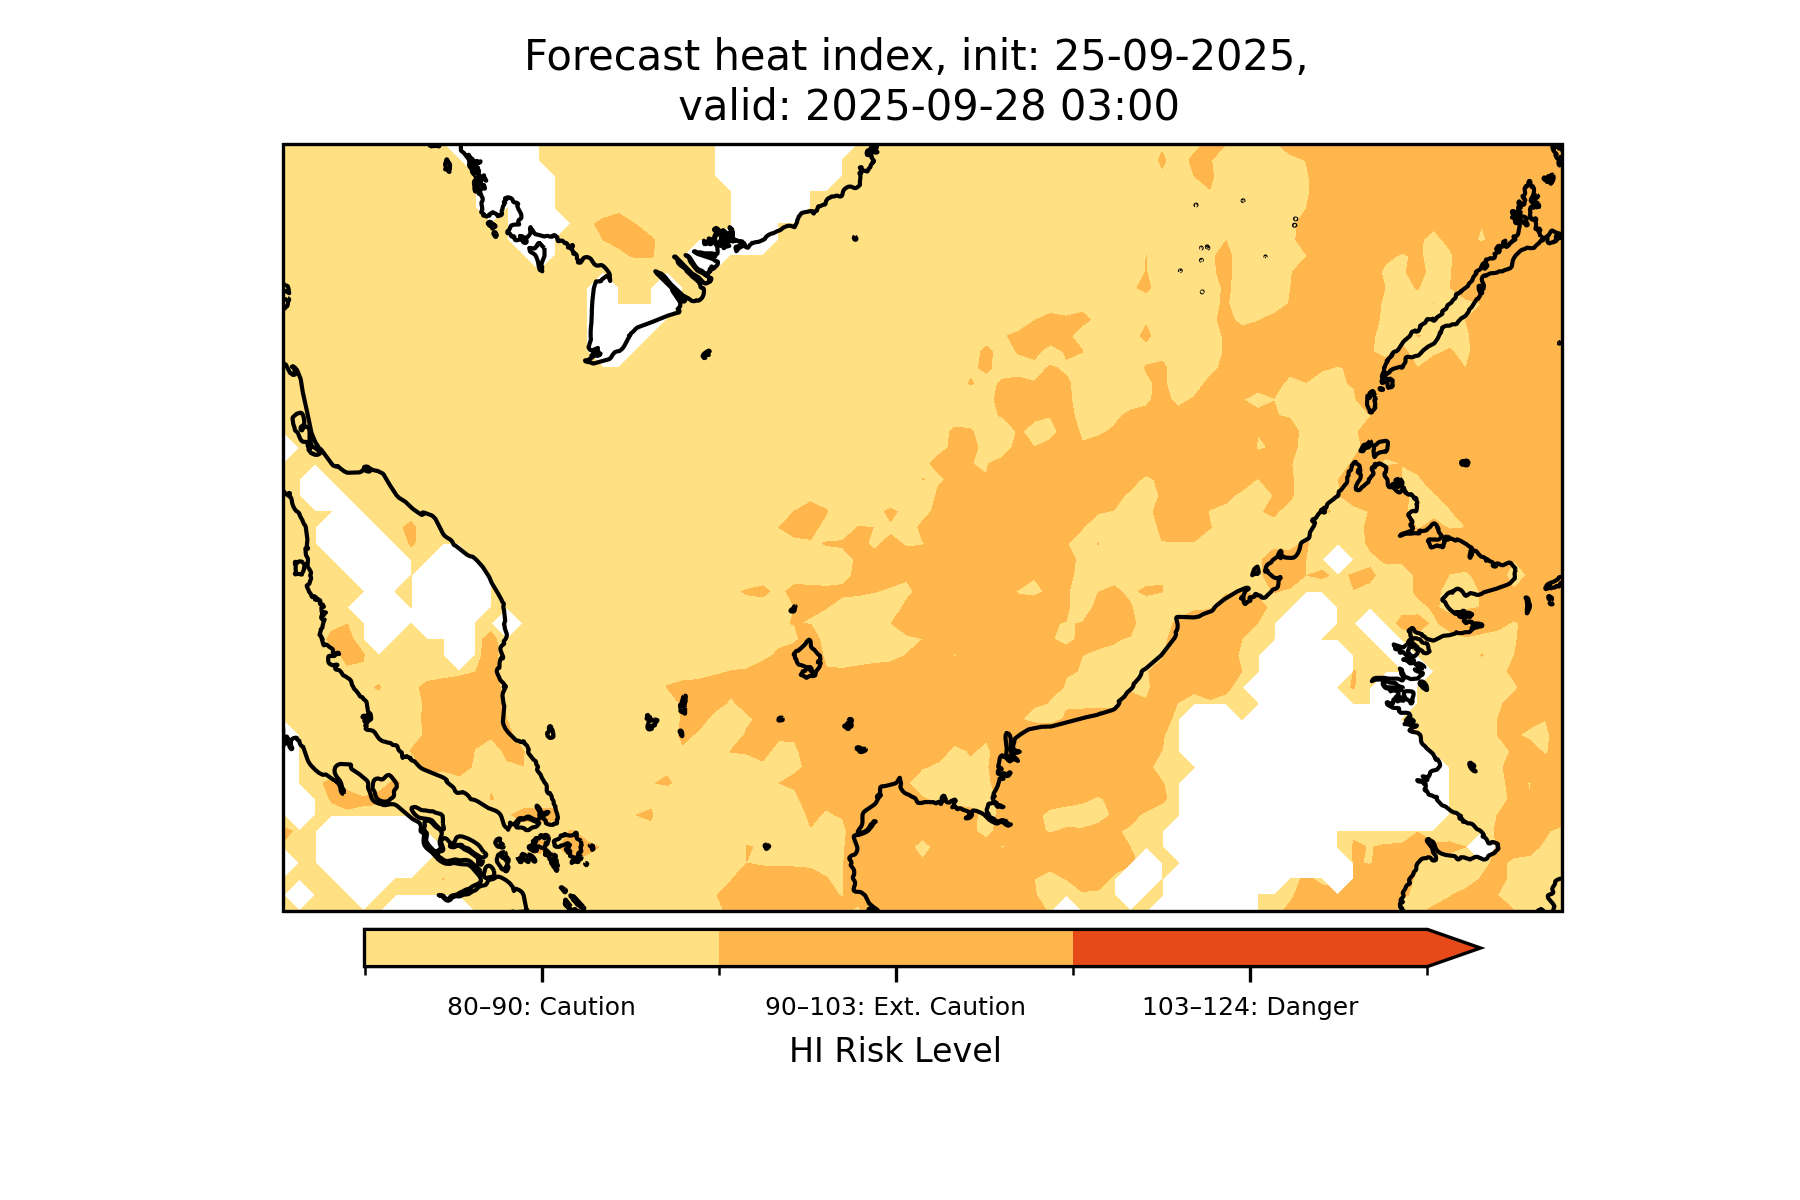 Forecast heat index, init: 25-09-2025,
valid: 2025-09-28 03:00
80–90: Caution
90–103: Ext. Caution
103–124: Danger
HI Risk Level